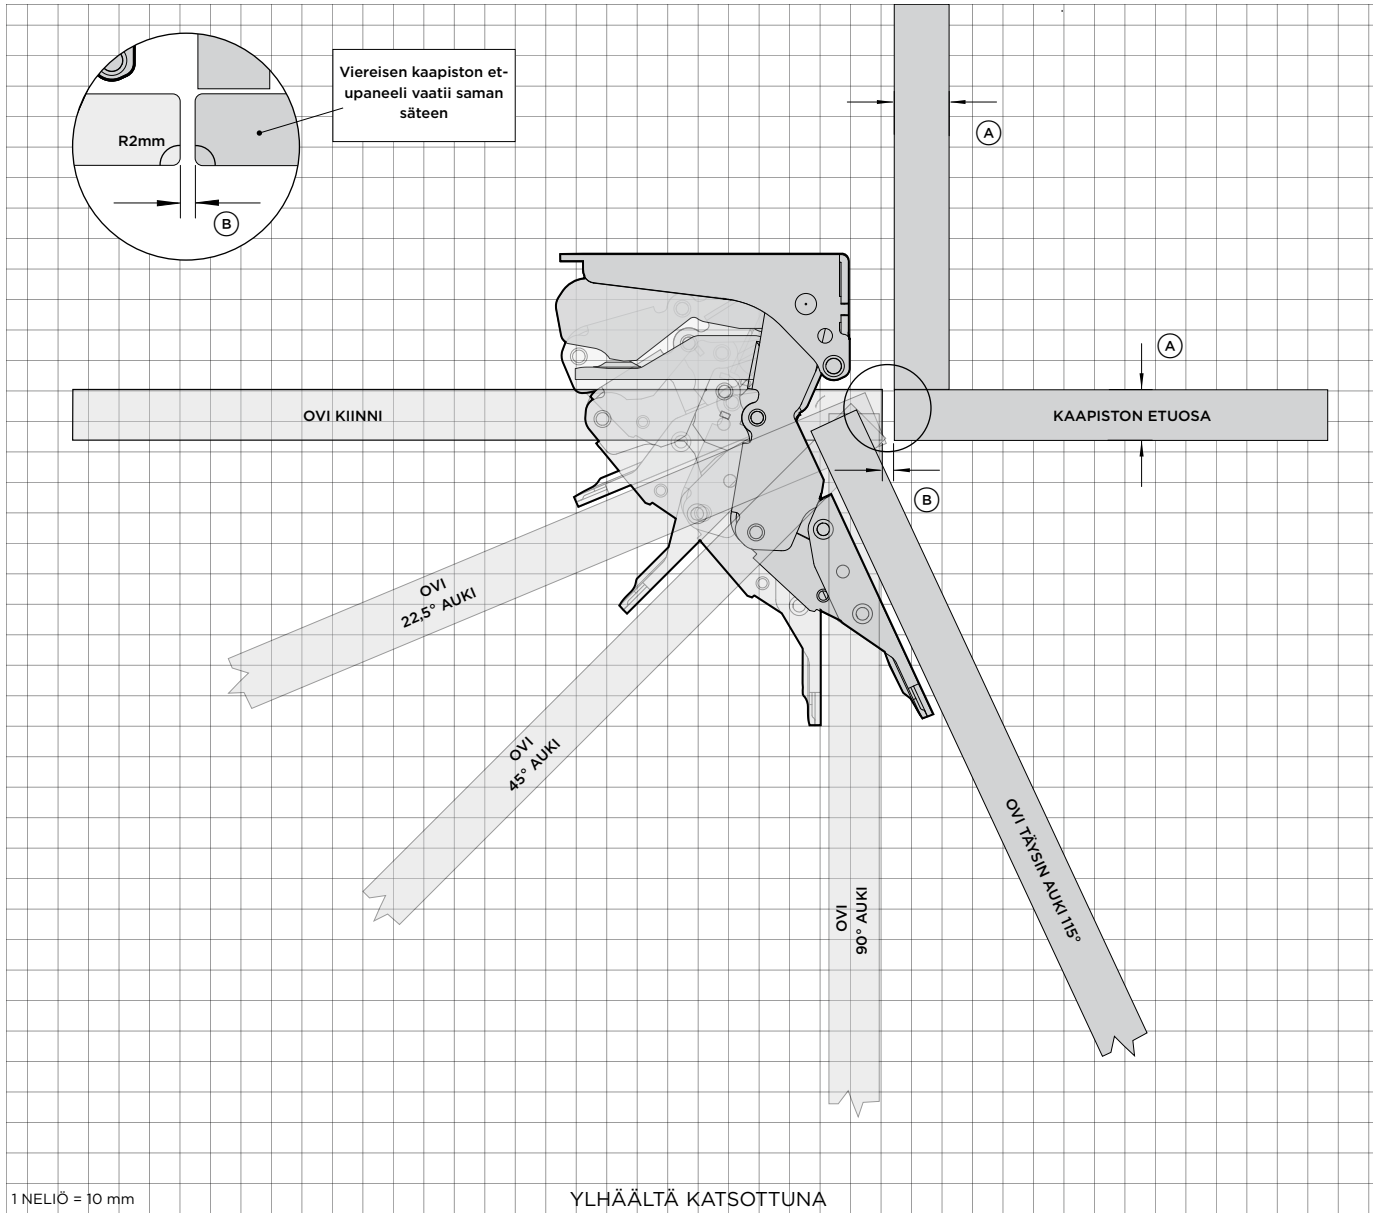 Viereisen kaapiston et-
upaneeli vaatii saman
säteen
R2mm
B
A
A
OVI KIINNI
KAAPISTON ETUOSA
B
OVI
22,5° AUKI
OVI
45° AUKI
OVI
90° AUKI
OVI TÄYSIN AUKI 115°
1 NELIÖ = 10 mm
YLHÄÄLTÄ KATSOTTUNA